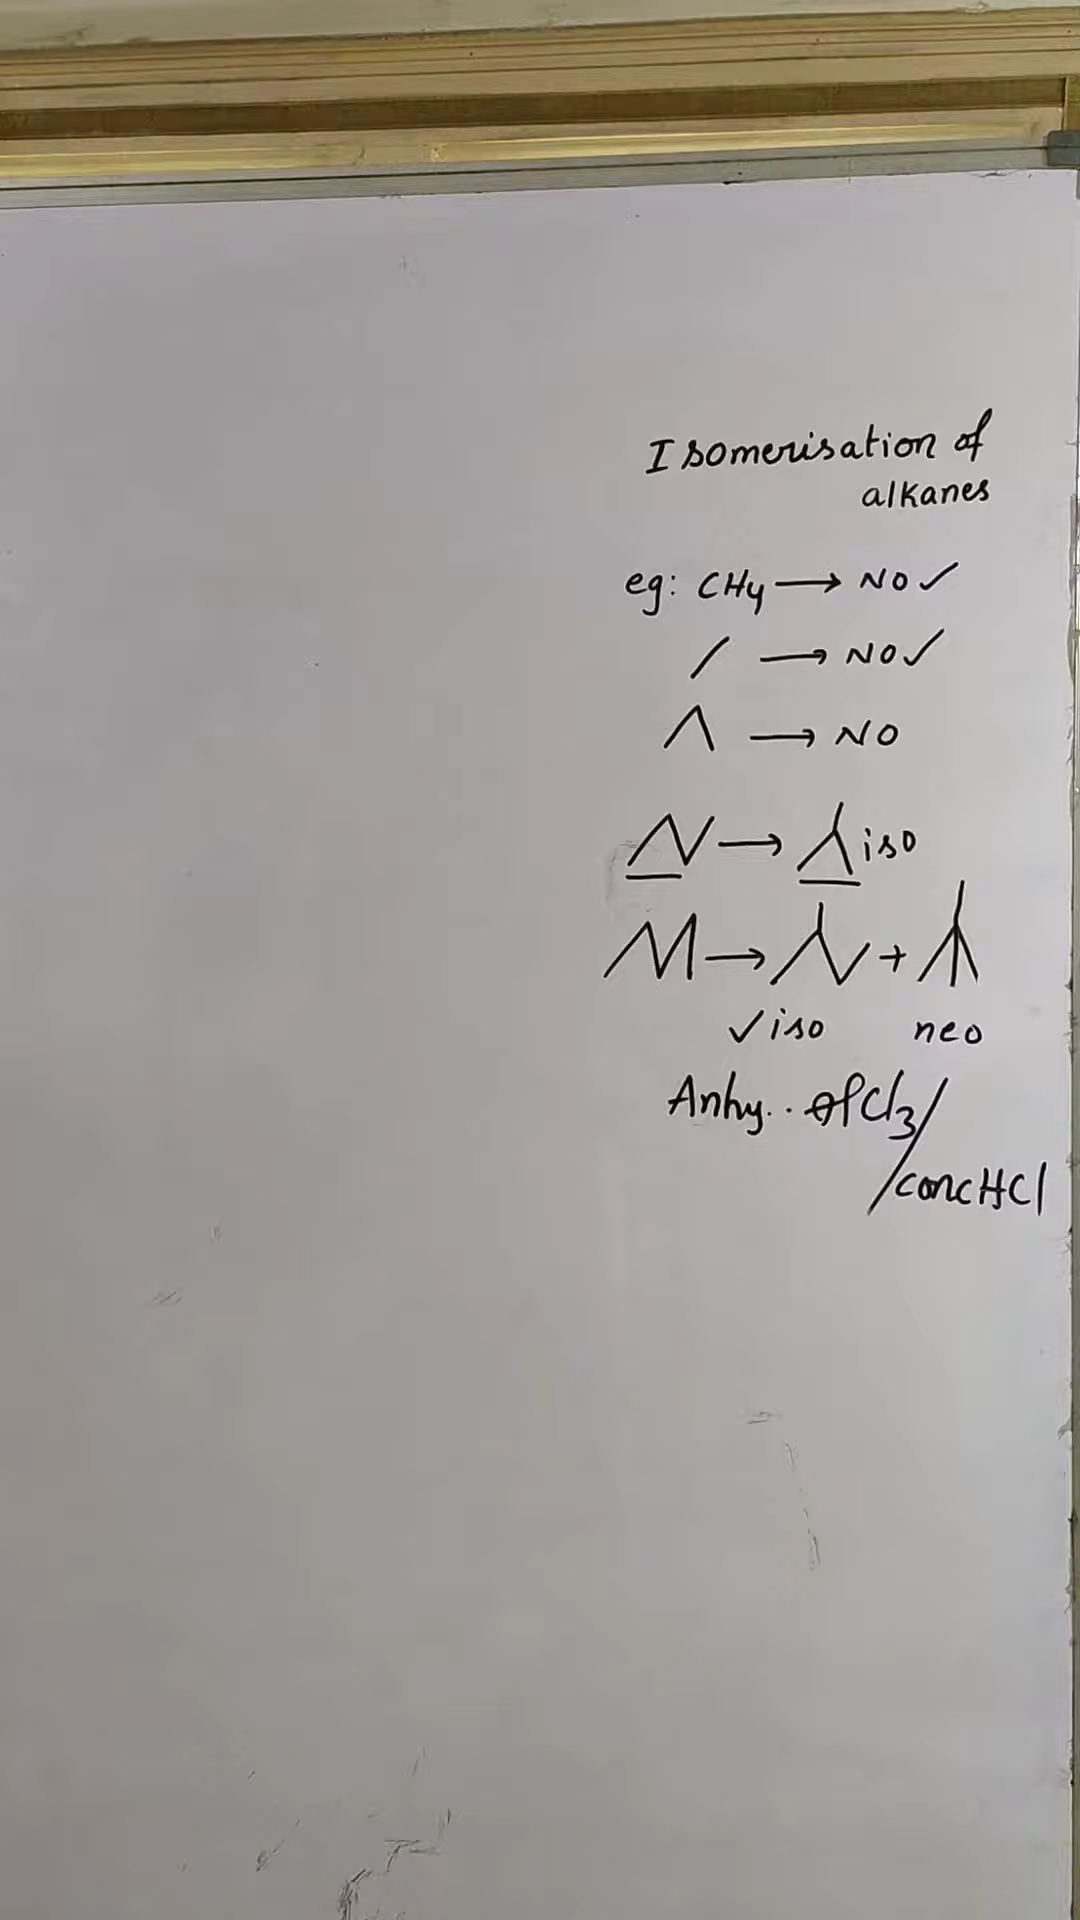 Isomerisation of
alkanes
eg: CH4 → NO ✓
→ NO ✓
→ NO
→ iso
→ +
✓ iso neo
Anhy.. AlCl3/
/concHCl